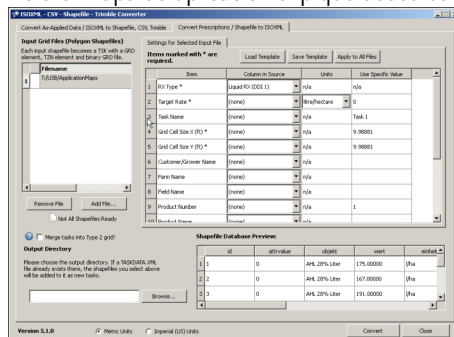 ISOXML - CSV - Shapefile - Trimble Converter
Convert As-Applied Data / ISOXML to Shapefile, CSV, Trimble
Convert Prescriptions / Shapefile to ISOXML
Input Grid Files (Polygon Shapefiles)
Each input shapefile becomes a TSK with a GRD
element, TZN element and binary GRD file.
Filename
1 T:/USB/ApplicationMaps
Remove File
Add File...
Not All Shapefiles Ready
Merge tasks into Type 2 grid?
Output Directory
Please choose the output directory. If a TASKDATA.XML
file already exists there, the shapefiles you select above
will be added to it as new tasks.
Browse...
Settings for Selected Input File
Items marked with * are
required.
Load Template
Save Template
Apply to All Files
Item Column in Source Units Use Specific Value
1 RX Type * Liquid RX (DDI 1) n/a n/a
2 Target Rate * (none) litre/hectare 0
3 Task Name (none) n/a Task 1
4 Grid Cell Size X (ft) * (none) n/a 9.98881
5 Grid Cell Size Y (ft) * (none) n/a 9.98881
6 Customer/Grower Name (none) n/a
7 Farm Name (none) n/a
8 Field Name (none) n/a
9 Product Number (none) n/a 1
10 Product Name (none) n/a
Shapefile Database Preview:
id attrvalue objekt wert einheit
1 1 0 AHL 28% Liter 175.00000 l/ha
2 2 0 AHL 28% Liter 167.00000 l/ha
3 3 0 AHL 28% Liter 191.00000 l/ha
Version 5.1.0
Metric Units
Imperial (US) Units
Convert
Close